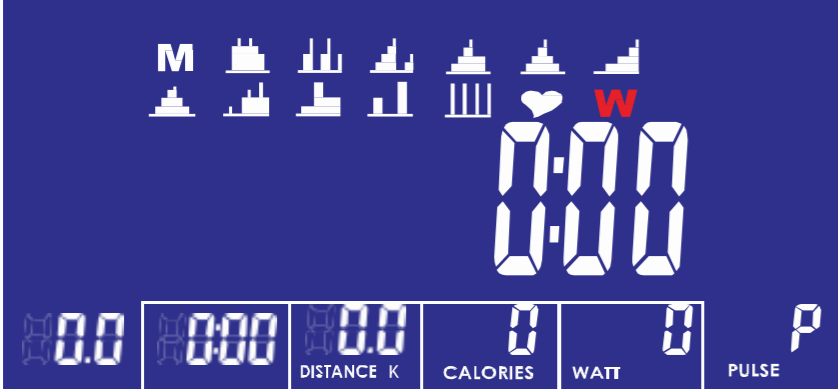 M
W
0:00
0.0 0:00 0.0 0 0 P
DISTANCE K CALORIES WATT PULSE